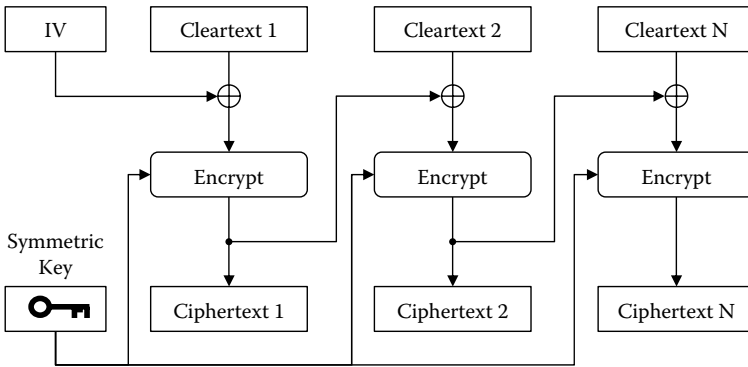 IV
Cleartext 1
Cleartext 2
Cleartext N
Encrypt
Encrypt
Encrypt
Symmetric
Key
Ciphertext 1
Ciphertext 2
Ciphertext N